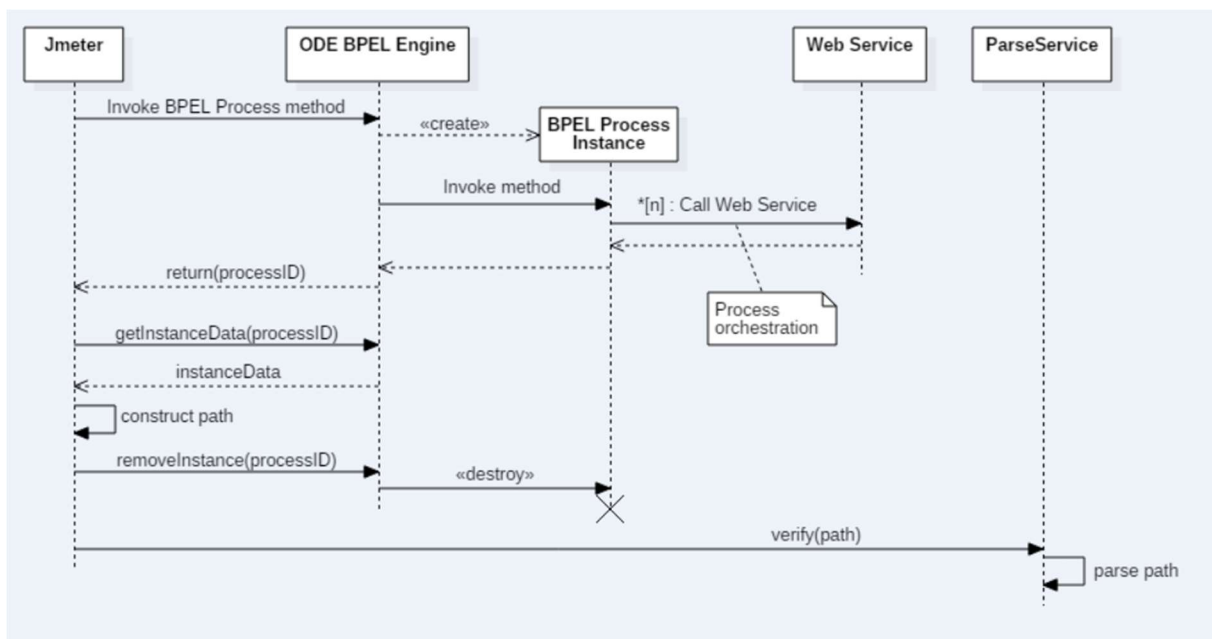 Jmeter
ODE BPEL Engine
Web Service
ParseService
Invoke BPEL Process method
«create»
BPEL Process
Instance
Invoke method
*[n] : Call Web Service
return(processID)
Process
orchestration
getInstanceData(processID)
instanceData
construct path
removeInstance(processID)
«destroy»
verify(path)
parse path